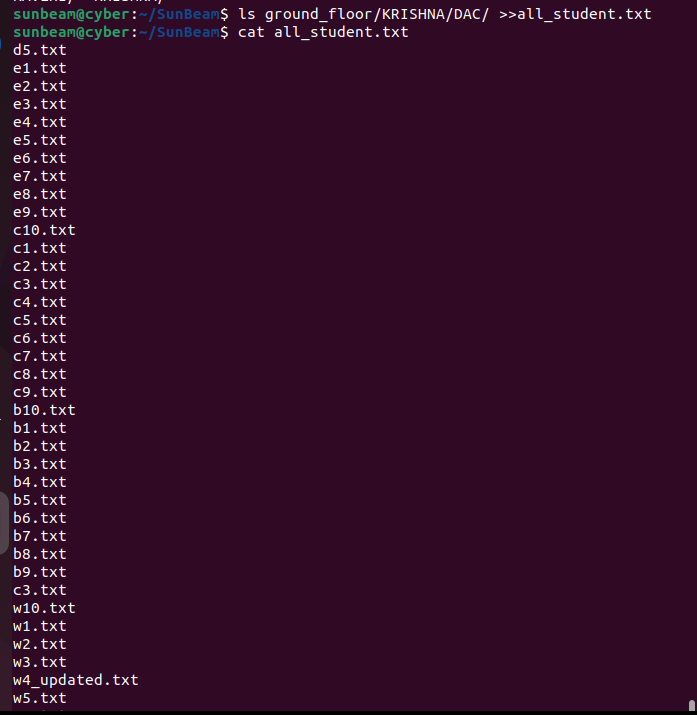 sunbeam@cyber:~/SunBeam$ ls ground_floor/KRISHNA/DAC/ >>all_student.txt
sunbeam@cyber:~/SunBeam$ cat all_student.txt
d5.txt
e1.txt
e2.txt
e3.txt
e4.txt
e5.txt
e6.txt
e7.txt
e8.txt
e9.txt
c10.txt
c1.txt
c2.txt
c3.txt
c4.txt
c5.txt
c6.txt
c7.txt
c8.txt
c9.txt
b10.txt
b1.txt
b2.txt
b3.txt
b4.txt
b5.txt
b6.txt
b7.txt
b8.txt
b9.txt
c3.txt
w10.txt
w1.txt
w2.txt
w3.txt
w4_updated.txt
w5.txt